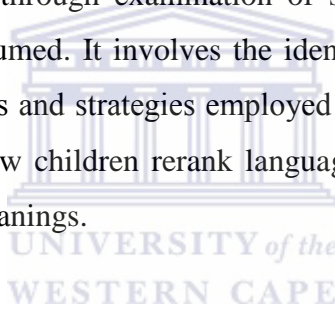 through examination of s
umed. It involves the iden
s and strategies employed
w children rerank languag
anings.
UNIVERSITY of the
WESTERN CAPE